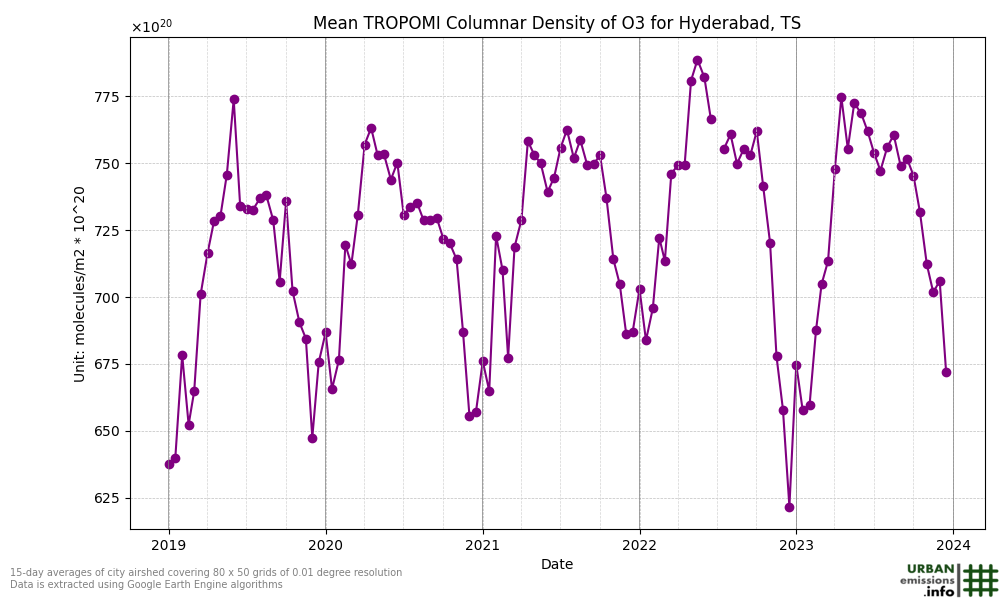 Mean TROPOMI Columnar Density of O3 for Hyderabad, TS
×10²⁰
775
750
725
700
675
650
625
Unit: molecules/m2 * 10^20
2019 2020 2021 2022 2023 2024
Date
15-day averages of city airshed covering 80 x 50 grids of 0.01 degree resolution
Data is extracted using Google Earth Engine algorithms
URBAN
emissions
.info